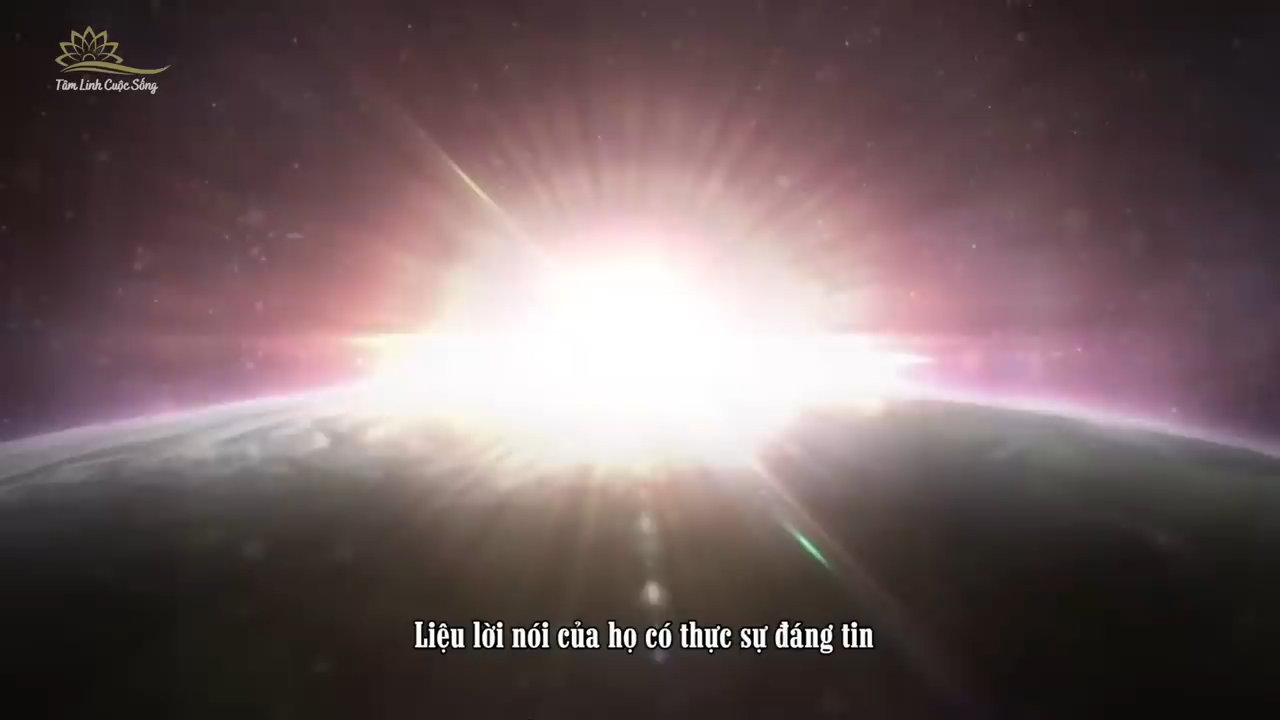 Tâm Linh Cuộc Sống
Liệu lời nói của họ có thực sự đáng tin